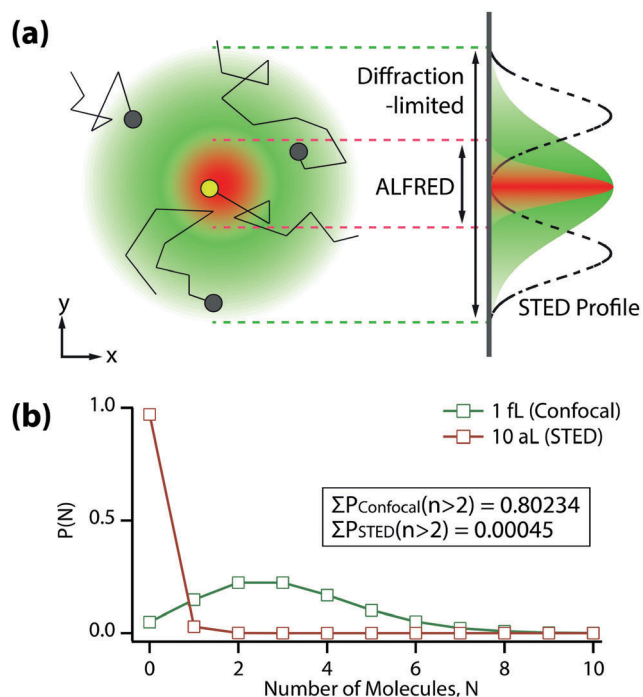 (a)
Diffraction
-limited
ALFRED
STED Profile
y
x
(b)
1 fL (Confocal)
10 aL (STED)
ΣPConfocal(n>2) = 0.80234
ΣPSTED(n>2) = 0.00045
P(N)
1.0
0.5
0.0
0 2 4 6 8 10
Number of Molecules, N